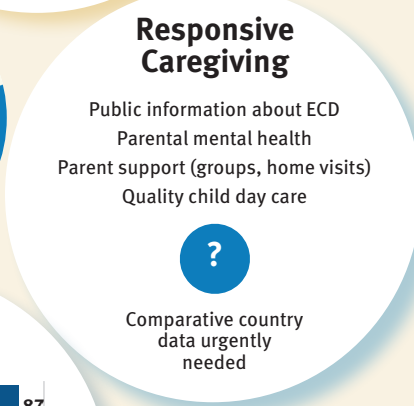 Responsive
Caregiving
Public information about ECD
Parental mental health
Parent support (groups, home visits)
Quality child day care
?
Comparative country
data urgently
needed
87